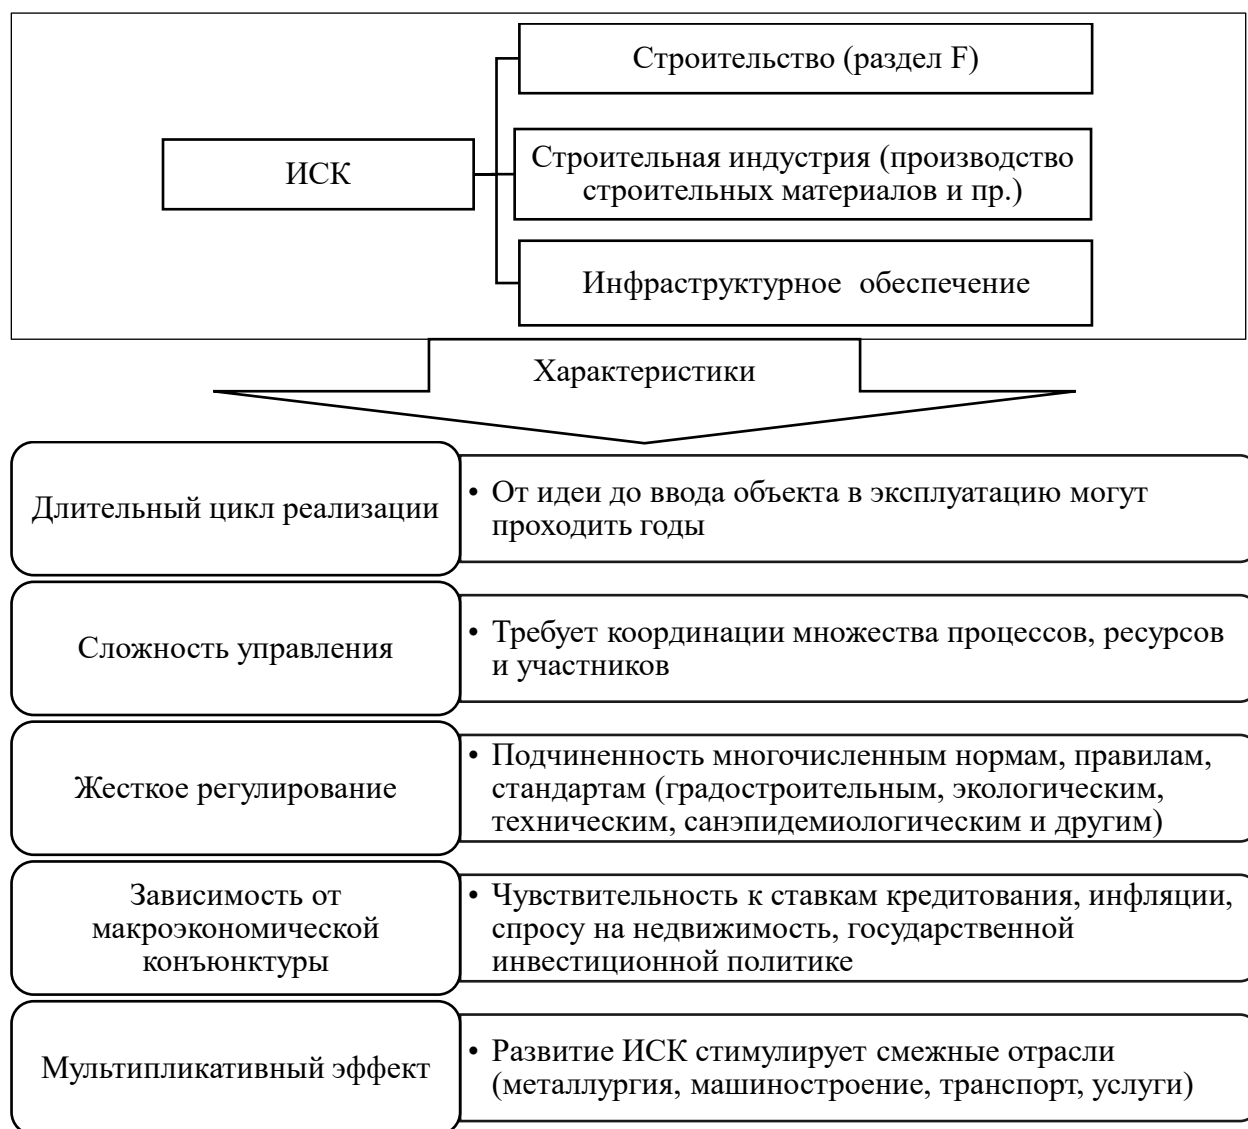 Строительство (раздел F)
ИСК
Строительная индустрия (производство
строительных материалов и пр.)
Инфраструктурное обеспечение
Характеристики
Длительный цикл реализации
• От идеи до ввода объекта в эксплуатацию могут
проходить годы
Сложность управления
• Требует координации множества процессов, ресурсов
и участников
Жесткое регулирование
• Подчиненность многочисленным нормам, правилам,
стандартам (градостроительным, экологическим,
техническим, санэпидемиологическим и другим)
Зависимость от
макроэкономической
конъюнктуры
• Чувствительность к ставкам кредитования, инфляции,
спросу на недвижимость, государственной
инвестиционной политике
Мультипликативный эффект
• Развитие ИСК стимулирует смежные отрасли
(металлургия, машиностроение, транспорт, услуги)